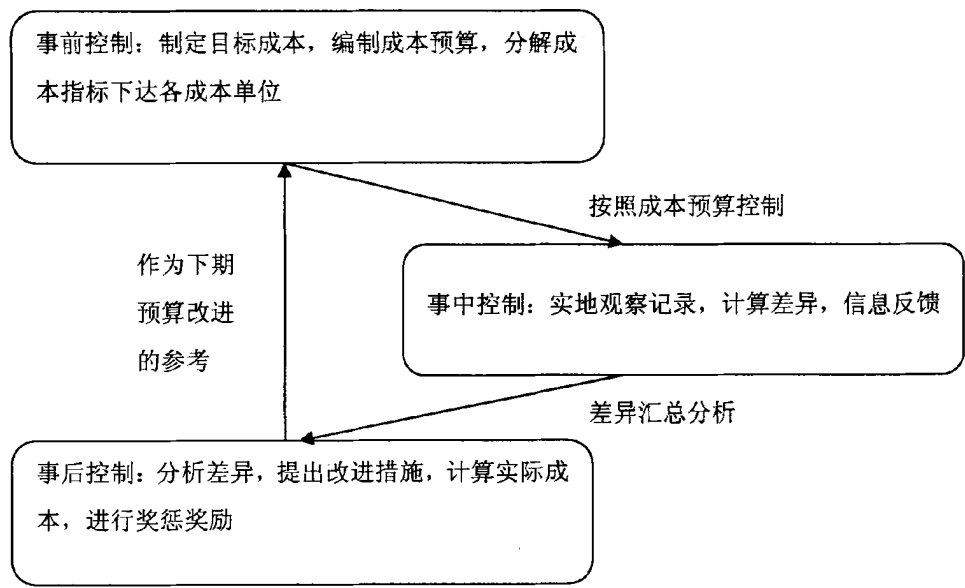 事前控制：制定目标成本，编制成本预算，分解成
本指标下达各成本单位
按照成本预算控制
作为下期
预算改进
的参考
事中控制：实地观察记录，计算差异，信息反馈
差异汇总分析
事后控制：分析差异，提出改进措施，计算实际成
本，进行奖惩奖励